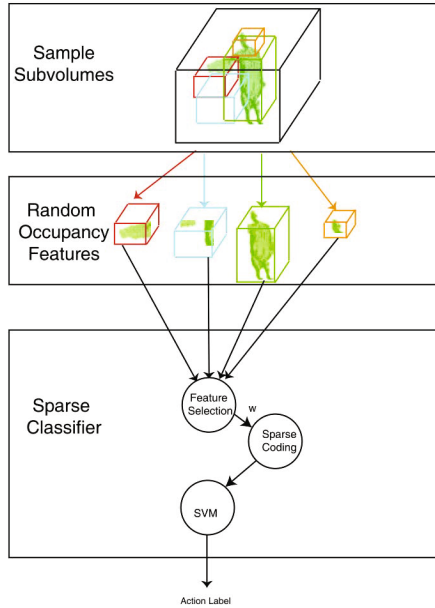 Sample
Subvolumes
Random
Occupancy
Features
Sparse
Classifier
Feature
Selection
w
Sparse
Coding
SVM
Action Label